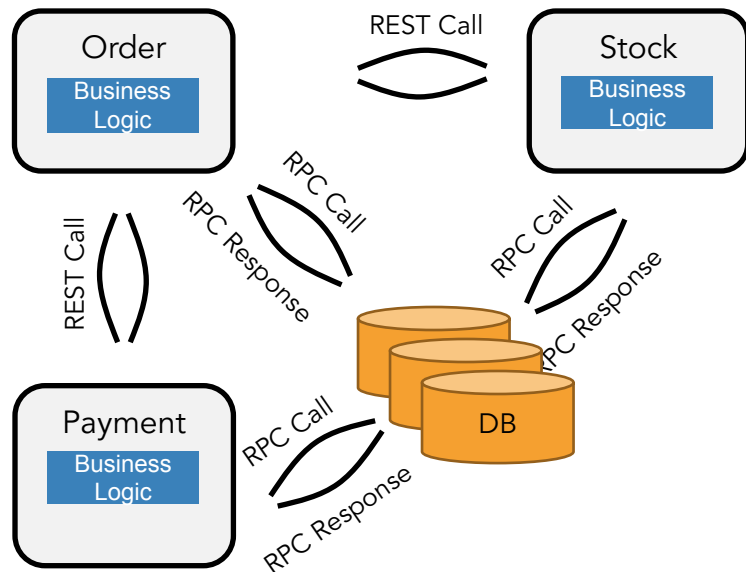 Order
Business
Logic
REST Call
Stock
Business
Logic
RPC Call
RPC Response
REST Call
RPC Call
RPC Response
Payment
Business
Logic
RPC Call
RPC Response
DB